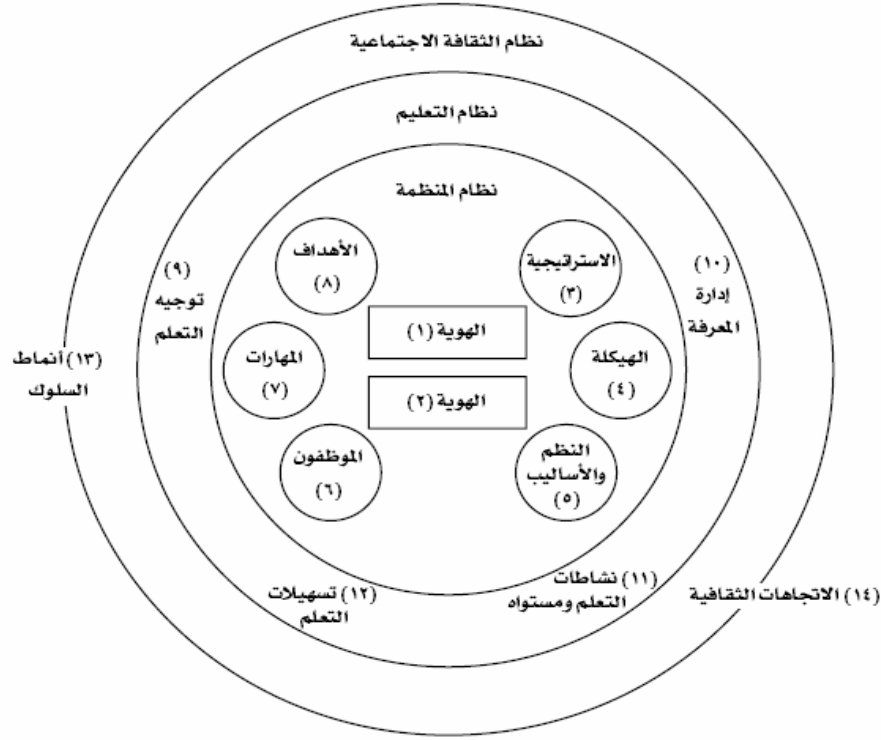 نظام الثقافة الاجتماعية
نظام التعليم
نظام المنظمة
الاستراتيجية
(٣)
الأهداف
(٨)
(١٠)
إدارة
المعرفة
(٩)
توجيه
التعلم
الهوية (١)
الهيكلة
(٤)
المهارات
(٧)
(١٣) أنماط
السلوك
الهوية (٢)
النظم
والأساليب
(٥)
الموظفون
(٦)
(١١) نشاطات
التعلم ومستواه
(١٢) تسهيلات
التعلم
(١٤) الاتجاهات الثقافية